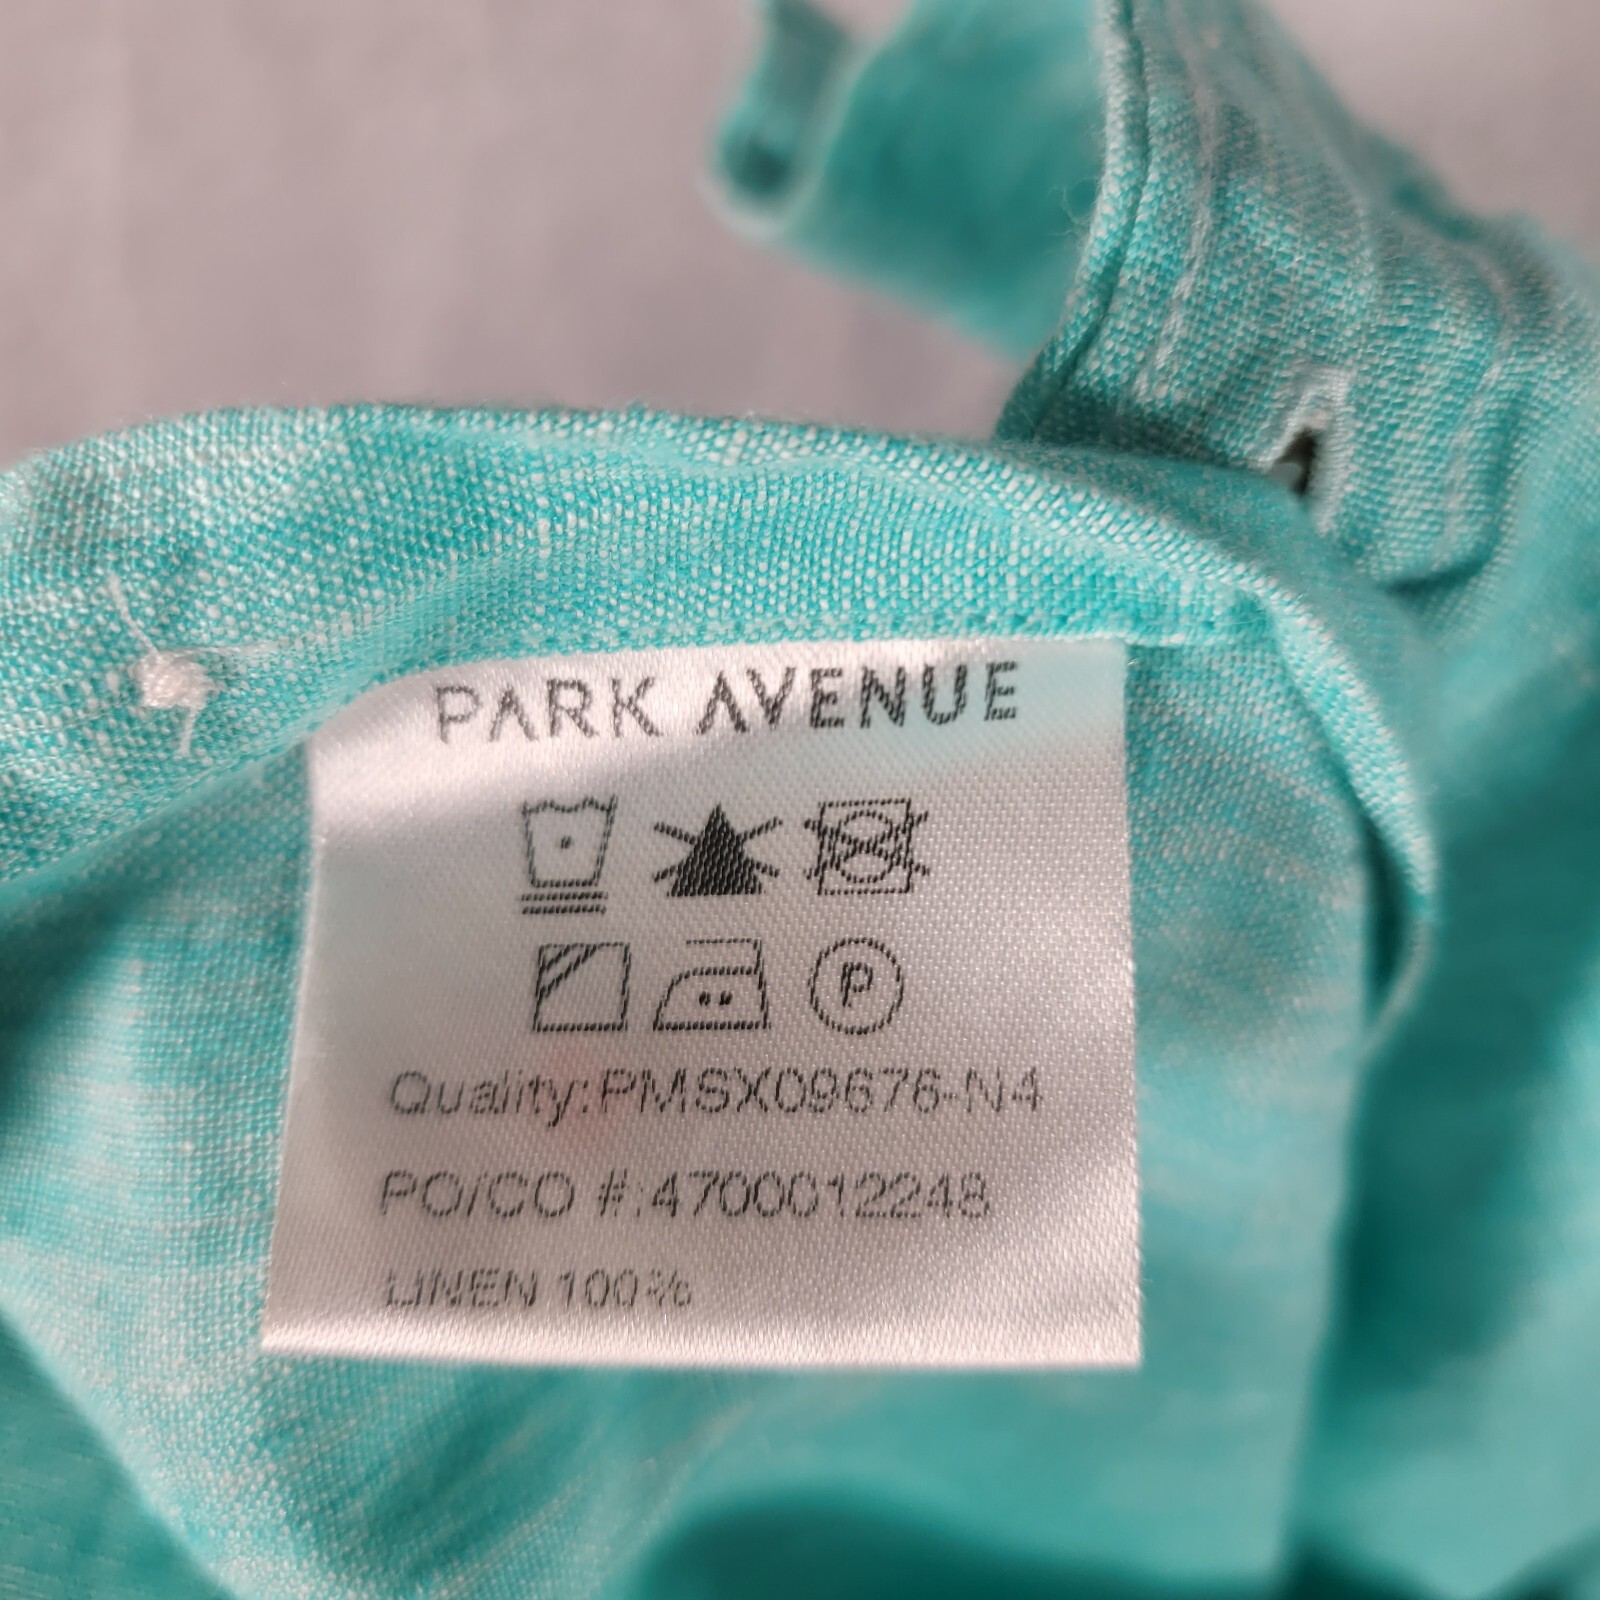 PARK AVENUE
P
Quality:PMSX09676-N4
PO/CO #:4700012248
LINEN 100%